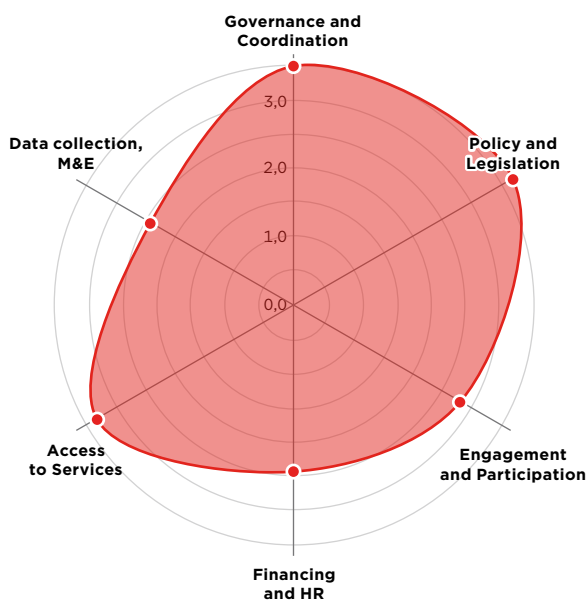 Governance and
Coordination
3,0
Data collection,
M&E
Policy and
Legislation
2,0
1,0
0,0
Access
to Services
Engagement
and Participation
Financing
and HR